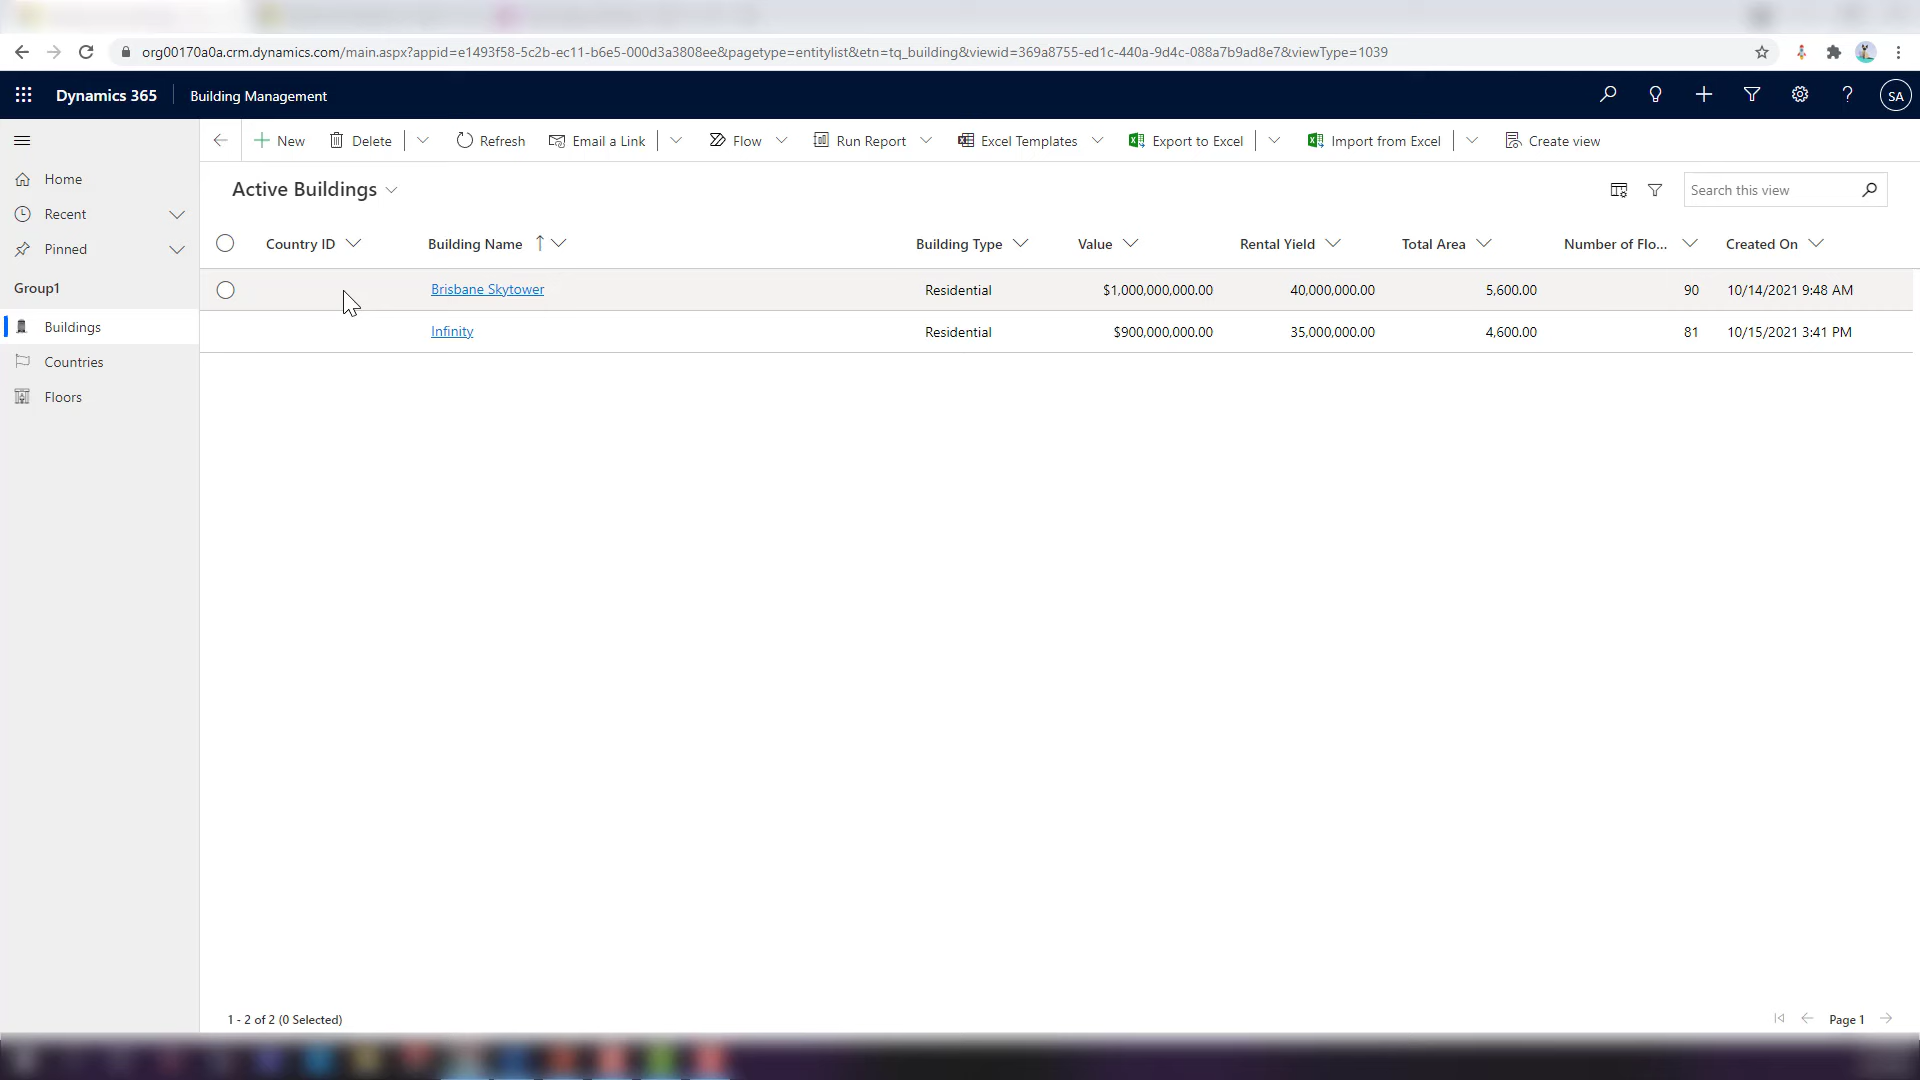 org00170a0a.crm.dynamics.com/main.aspx?appid=e1493f58-5c2b-ec11-b6e5-000d3a3808ee&pagetype=entitylist&etn=tq_building&viewid=369a8755-ed1c-440a-9d4c-088a7b9ad8e7&viewType=1039
Dynamics 365 Building Management SA
New Delete Refresh Email a Link Flow Run Report Excel Templates Export to Excel Import from Excel Create view
Home
Recent
Pinned
Group1
Buildings
Countries
Floors
Active Buildings Search this view
Country ID Building Name ↑ Building Type Value Rental Yield Total Area Number of Flo... Created On
Brisbane Skytower Residential $1,000,000,000.00 40,000,000.00 5,600.00 90 10/14/2021 9:48 AM
Infinity Residential $900,000,000.00 35,000,000.00 4,600.00 81 10/15/2021 3:41 PM
1 - 2 of 2 (0 Selected) Page 1